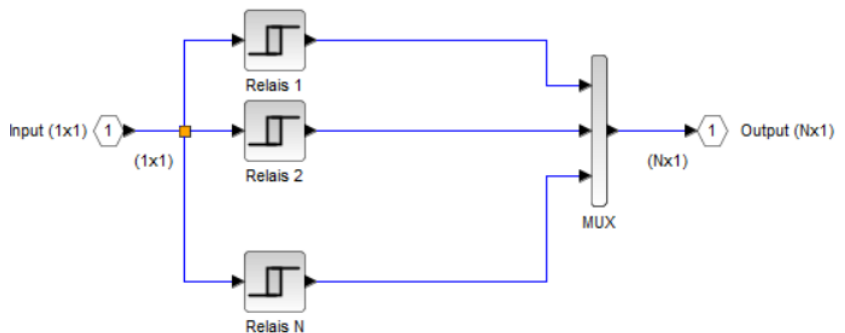 Relais 1
Input (1x1) 1
(1x1)
Relais 2
1 Output (Nx1)
(Nx1)
MUX
Relais N